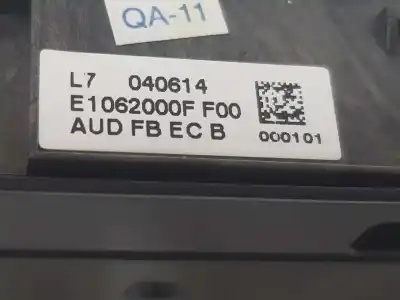 QA-11
L7 040614
E1062000F F00
AUD FB EC B
000101